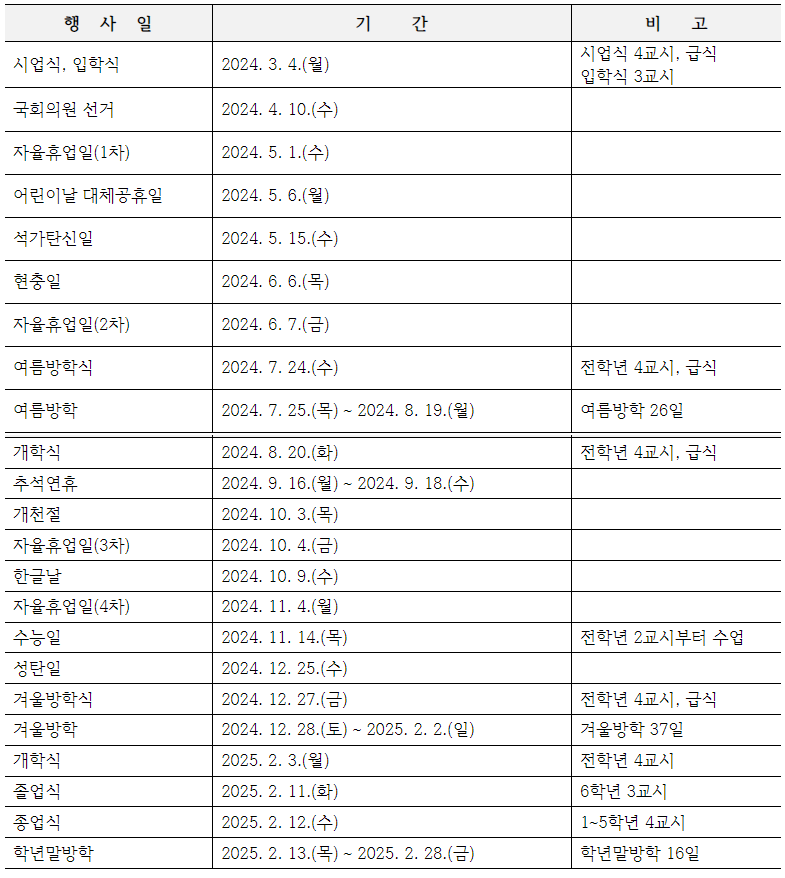 행 사 일 기 간 비 고
시업식, 입학식 2024. 3. 4.(월) 시업식 4교시, 급식
입학식 3교시
국회의원 선거 2024. 4. 10.(수)
자율휴업일(1차) 2024. 5. 1.(수)
어린이날 대체공휴일 2024. 5. 6.(월)
석가탄신일 2024. 5. 15.(수)
현충일 2024. 6. 6.(목)
자율휴업일(2차) 2024. 6. 7.(금)
여름방학식 2024. 7. 24.(수) 전학년 4교시, 급식
여름방학 2024. 7. 25.(목) ~ 2024. 8. 19.(월) 여름방학 26일
개학식 2024. 8. 20.(화) 전학년 4교시, 급식
추석연휴 2024. 9. 16.(월) ~ 2024. 9. 18.(수)
개천절 2024. 10. 3.(목)
자율휴업일(3차) 2024. 10. 4.(금)
한글날 2024. 10. 9.(수)
자율휴업일(4차) 2024. 11. 4.(월)
수능일 2024. 11. 14.(목) 전학년 2교시부터 수업
성탄일 2024. 12. 25.(수)
겨울방학식 2024. 12. 27.(금) 전학년 4교시, 급식
겨울방학 2024. 12. 28.(토) ~ 2025. 2. 2.(일) 겨울방학 37일
개학식 2025. 2. 3.(월) 전학년 4교시
졸업식 2025. 2. 11.(화) 6학년 3교시
종업식 2025. 2. 12.(수) 1~5학년 4교시
학년말방학 2025. 2. 13.(목) ~ 2025. 2. 28.(금) 학년말방학 16일